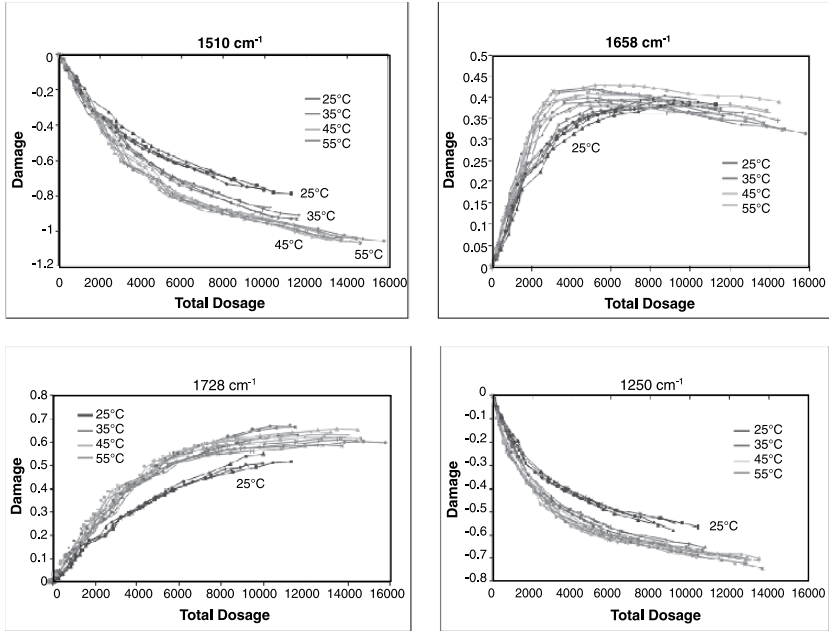 1510 cm-1
0
-0.2
-0.4
-0.6
-0.8
-1
-1.2
Damage
25°C
35°C
45°C
55°C
25°C
35°C
45°C
55°C
0 2000 4000 6000 8000 10000 12000 14000 16000
Total Dosage
1658 cm-1
0.5
0.45
0.4
0.35
0.3
0.25
0.2
0.15
0.1
0.05
0
Damage
25°C
25°C
35°C
45°C
55°C
0 2000 4000 6000 8000 10000 12000 14000 16000
Total Dosage
1728 cm-1
0.8
0.7
0.6
0.5
0.4
0.3
0.2
0.1
0
Damage
25°C
35°C
45°C
55°C
25°C
0 2000 4000 6000 8000 10000 12000 14000 16000
Total Dosage
1250 cm-1
0
-0.1
-0.2
-0.3
-0.4
-0.5
-0.6
-0.7
-0.8
Damage
25°C
35°C
45°C
55°C
25°C
0 2000 4000 6000 8000 10000 12000 14000 16000
Total Dosage